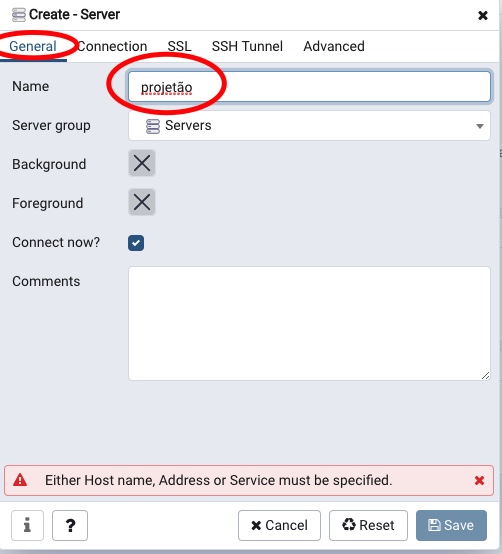 Create - Server
General Connection SSL SSH Tunnel Advanced
Name projetão
Server group Servers
Background
Foreground
Connect now?
Comments
Either Host name, Address or Service must be specified.
i ? Cancel Reset Save